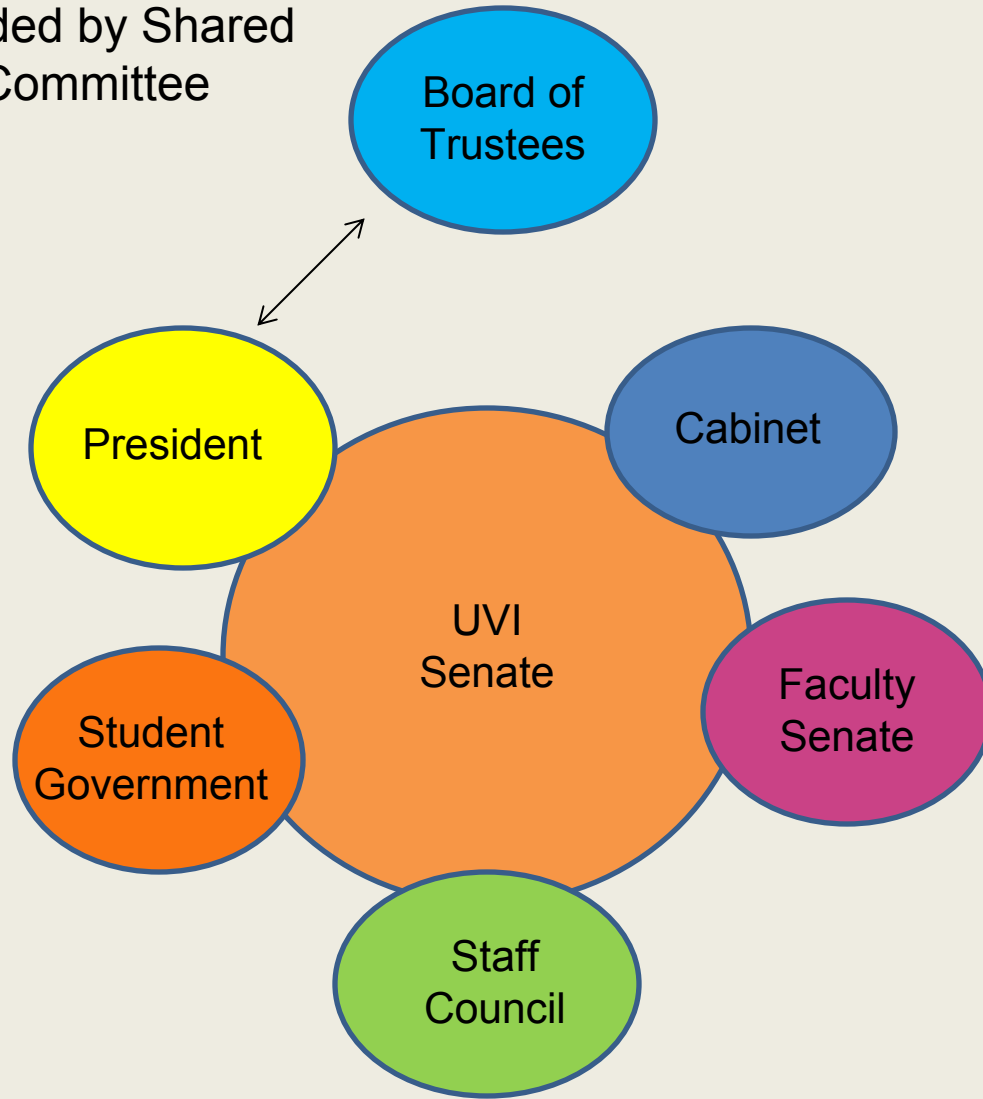 ded by Shared
Committee
Board of
Trustees
President
Cabinet
UVI
Senate
Faculty
Senate
Student
Government
Staff
Council